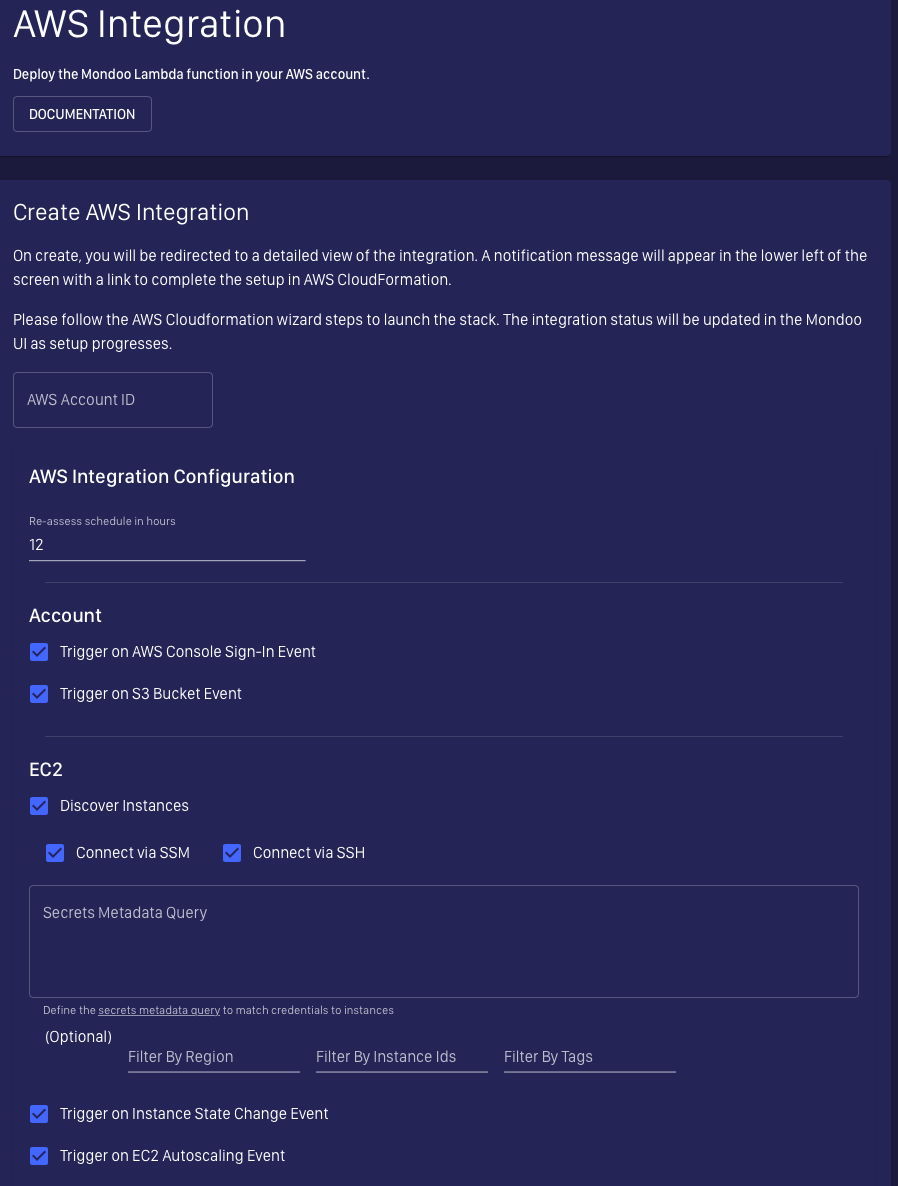 AWS Integration
Deploy the Mondoo Lambda function in your AWS account.
DOCUMENTATION
Create AWS Integration
On create, you will be redirected to a detailed view of the integration. A notification message will appear in the lower left of the
screen with a link to complete the setup in AWS CloudFormation.
Please follow the AWS Cloudformation wizard steps to launch the stack. The integration status will be updated in the Mondoo
UI as setup progresses.
AWS Account ID
AWS Integration Configuration
Re-assess schedule in hours
12
Account
Trigger on AWS Console Sign-In Event
Trigger on S3 Bucket Event
EC2
Discover Instances
Connect via SSM Connect via SSH
Secrets Metadata Query
Define the secrets metadata query to match credentials to instances
(Optional)
Filter By Region Filter By Instance Ids Filter By Tags
Trigger on Instance State Change Event
Trigger on EC2 Autoscaling Event